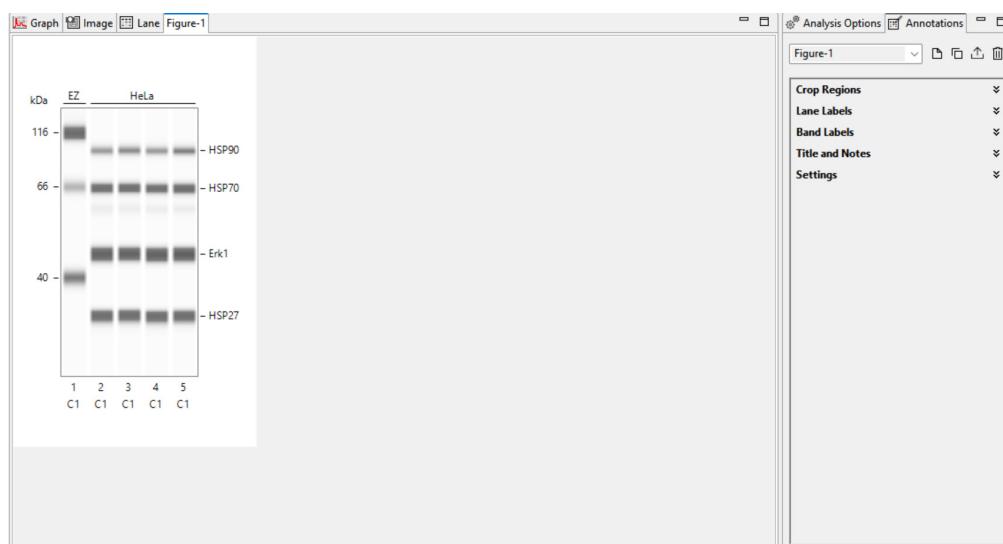 Graph Image Lane Figure-1
Analysis Options Annotations
Figure-1
Crop Regions
Lane Labels
Band Labels
Title and Notes
Settings
kDa EZ HeLa
116
HSP90
66 HSP70
Erk1
40
HSP27
1 2 3 4 5
C1 C1 C1 C1 C1